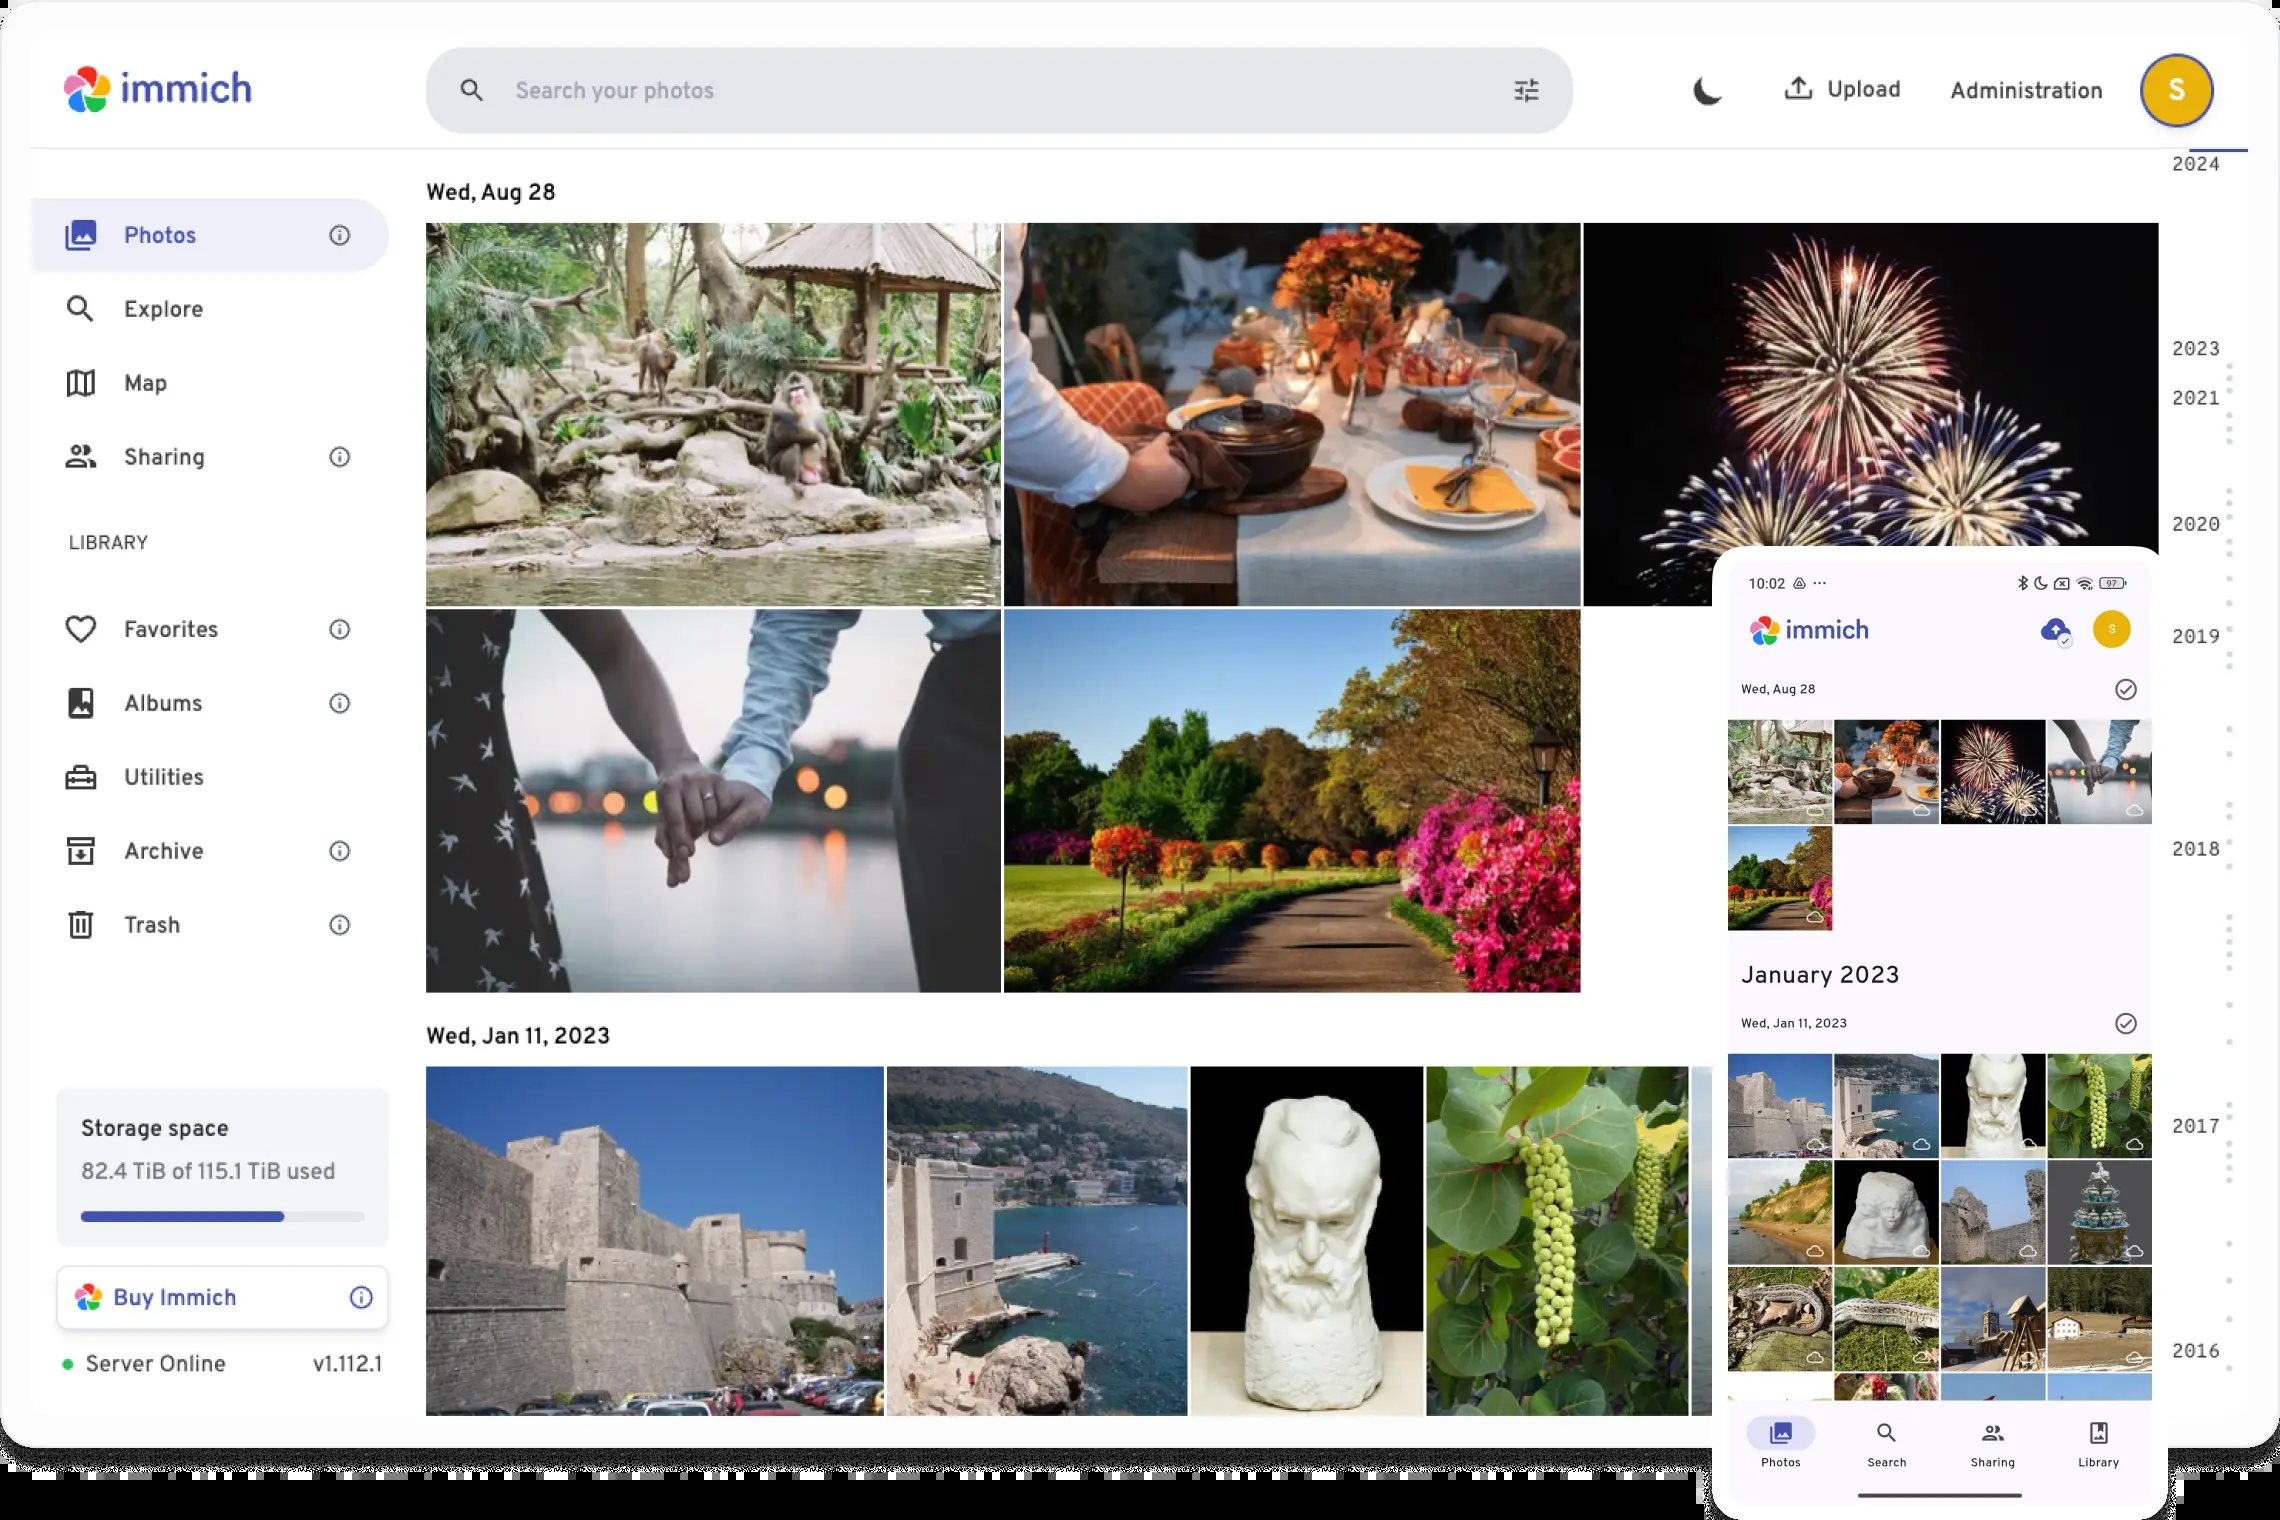 immich
Search your photos
Upload
Administration
S
Photos
Explore
Map
Sharing
LIBRARY
Favorites
Albums
Utilities
Archive
Trash
Storage space
82.4 TiB of 115.1 TiB used
Buy Immich
Server Online v1.112.1
Wed, Aug 28
Wed, Jan 11, 2023
2024
2023
2021
2020
2019
2018
2017
2016
10:02 ···
97
immich
S
Wed, Aug 28
January 2023
Wed, Jan 11, 2023
Photos
Search
Sharing
Library